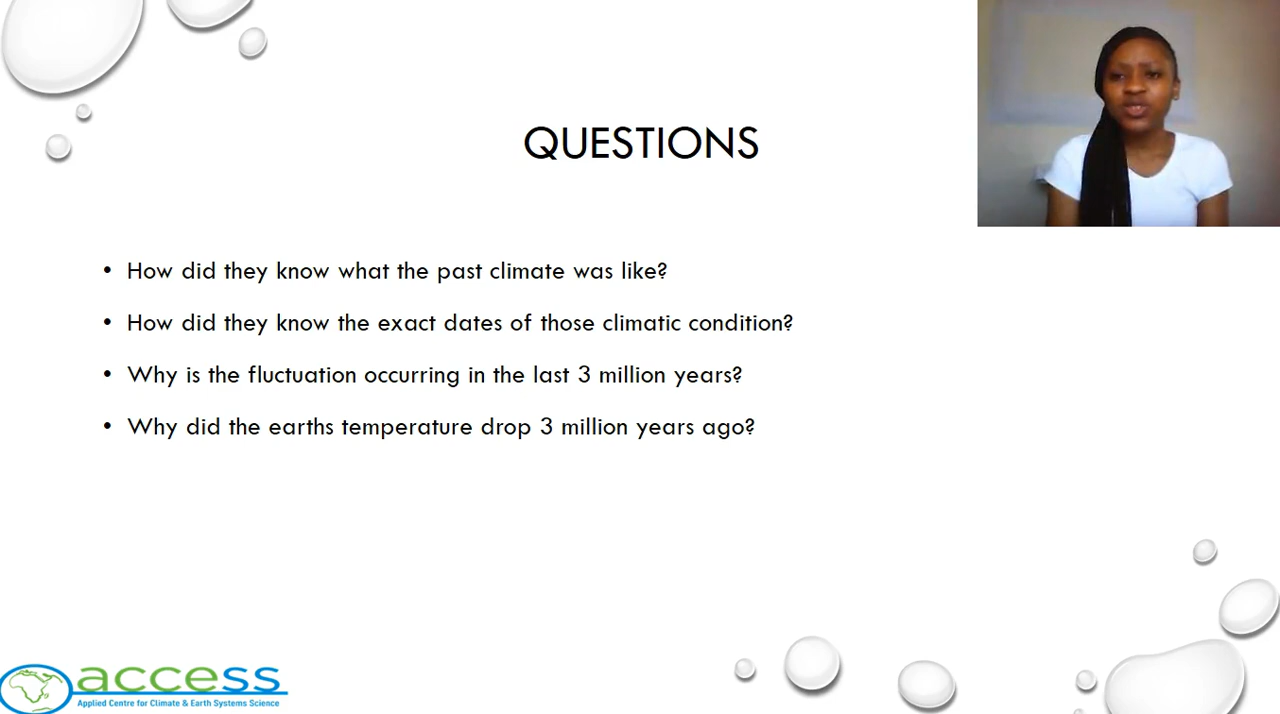 QUESTIONS
• How did they know what the past climate was like?
• How did they know the exact dates of those climatic condition?
• Why is the fluctuation occurring in the last 3 million years?
• Why did the earths temperature drop 3 million years ago?
access
Applied Centre for Climate & Earth Systems Science